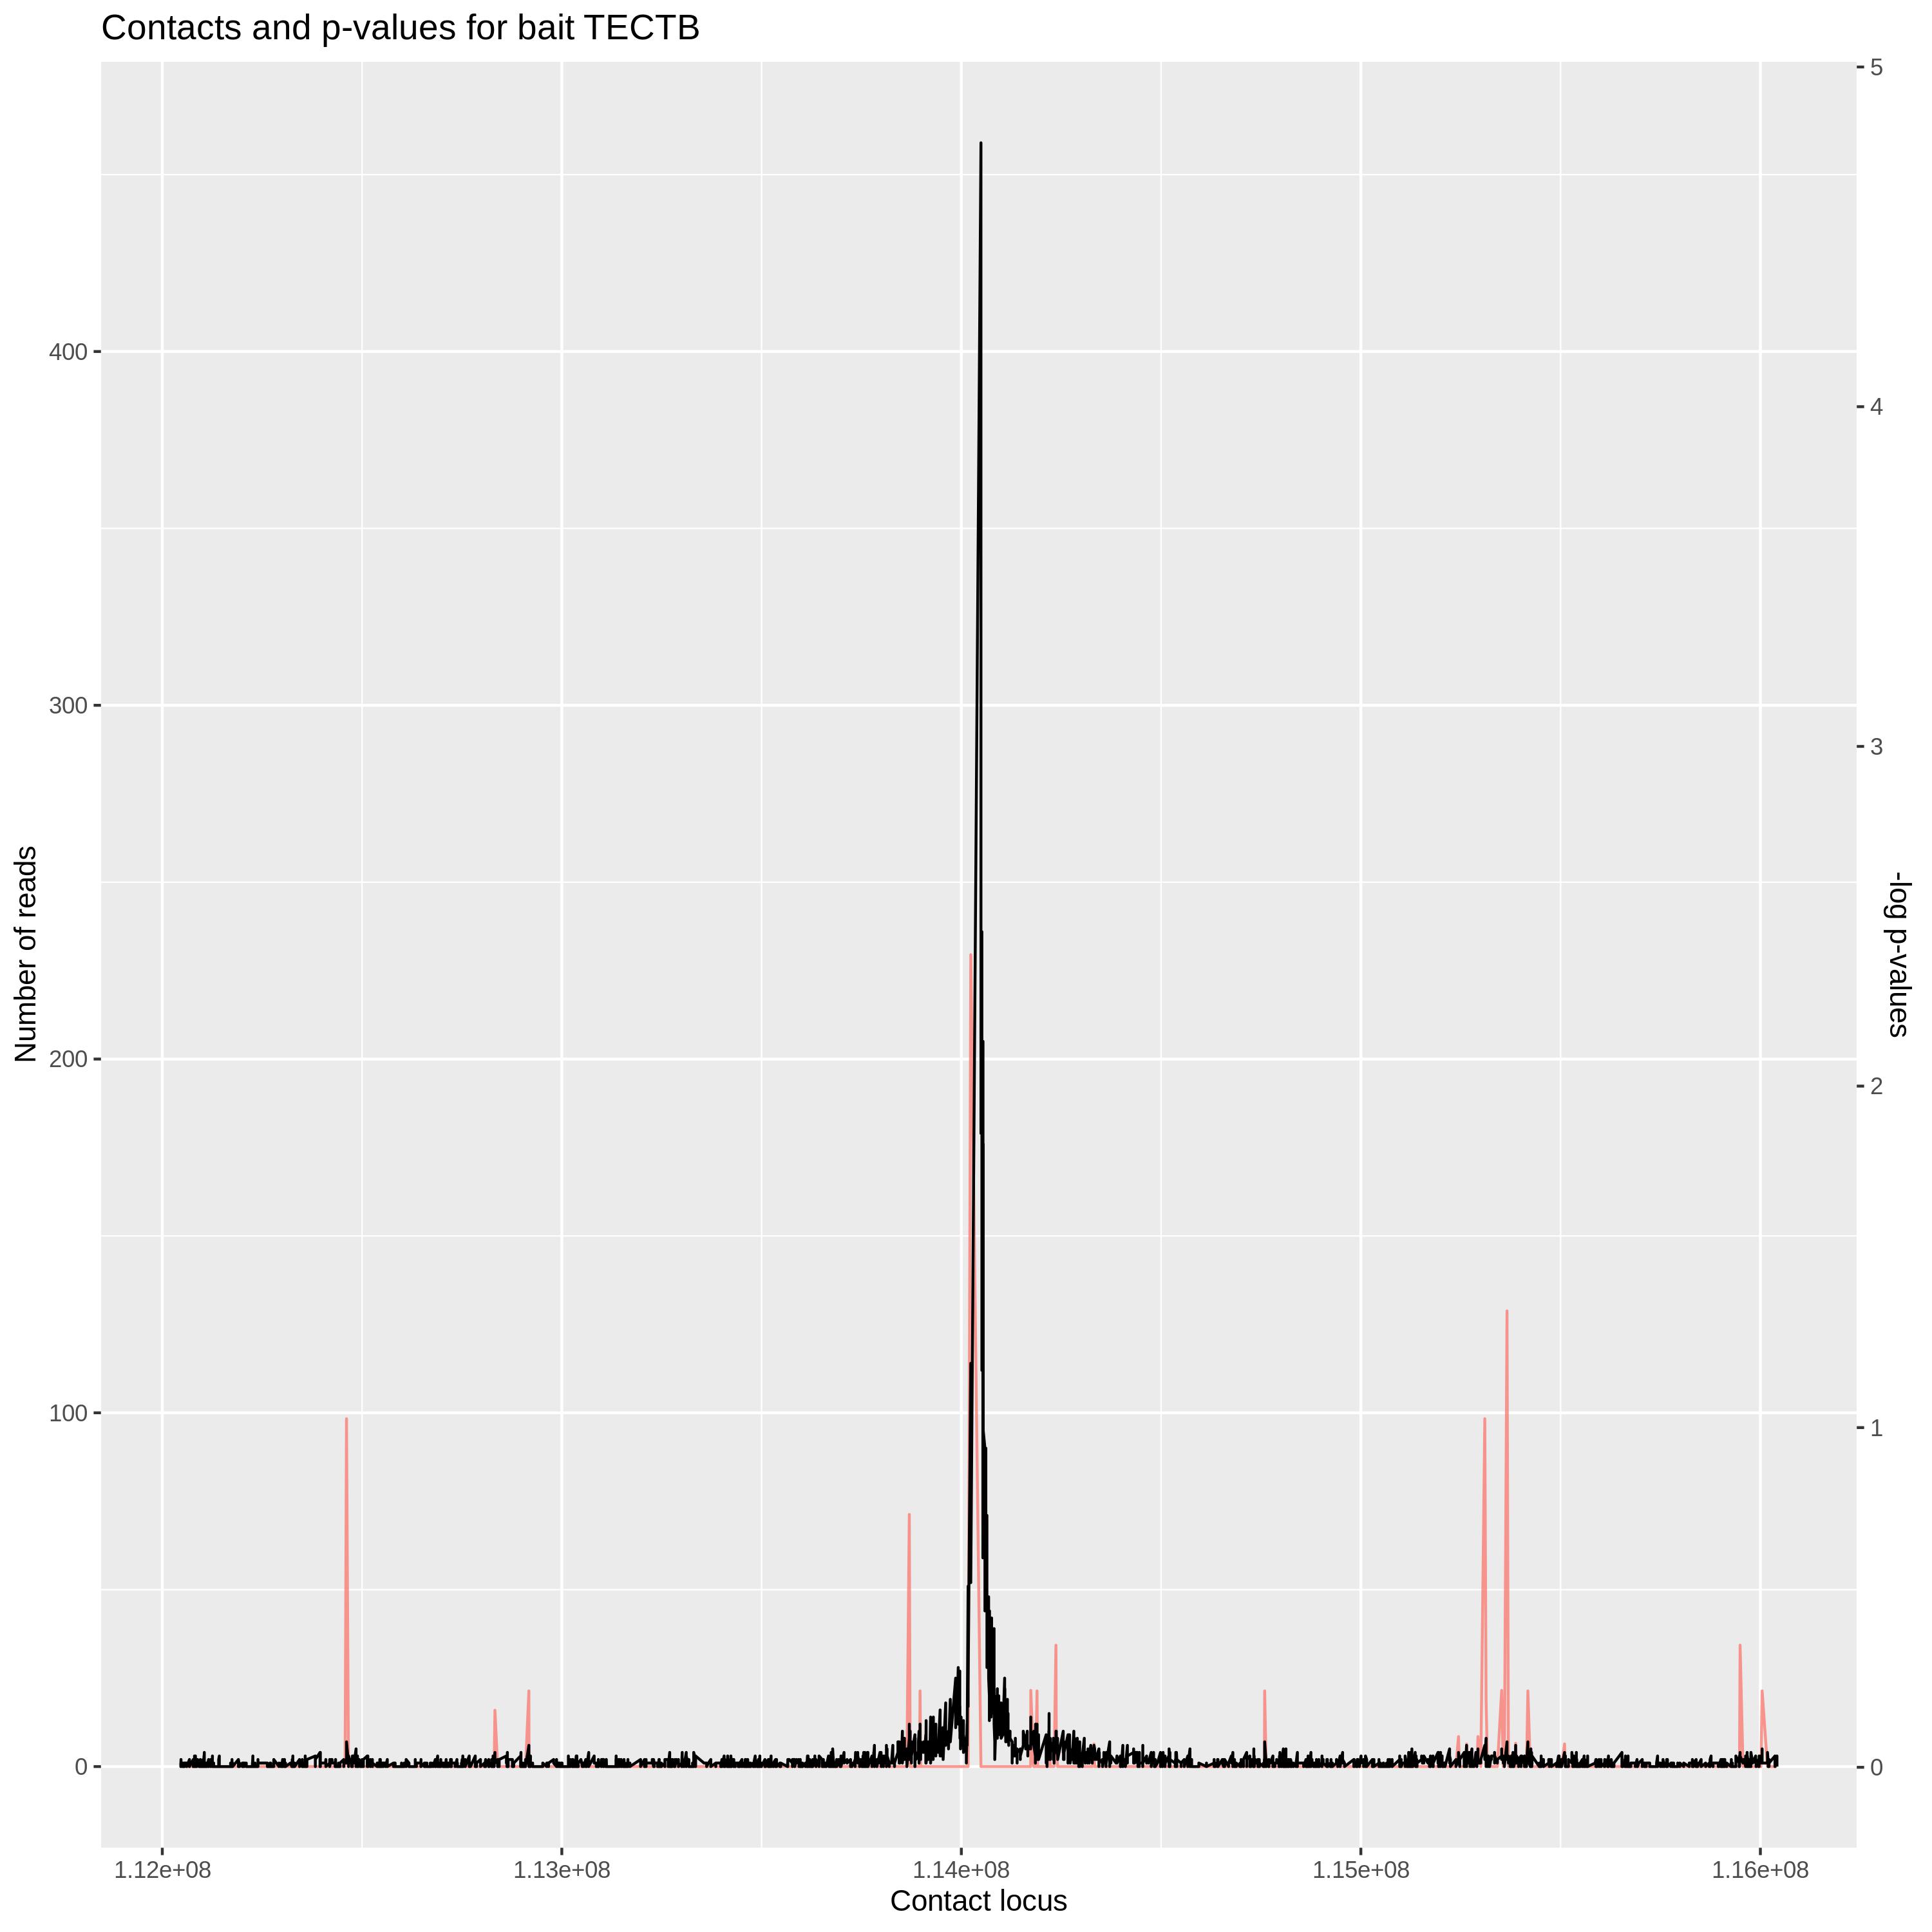 Contacts and p-values for bait TECTB
Number of reads
400
300
200
100
0
5
4
3
2
1
0
-log p-values
1.12e+08
1.13e+08
1.14e+08
1.15e+08
1.16e+08
Contact locus